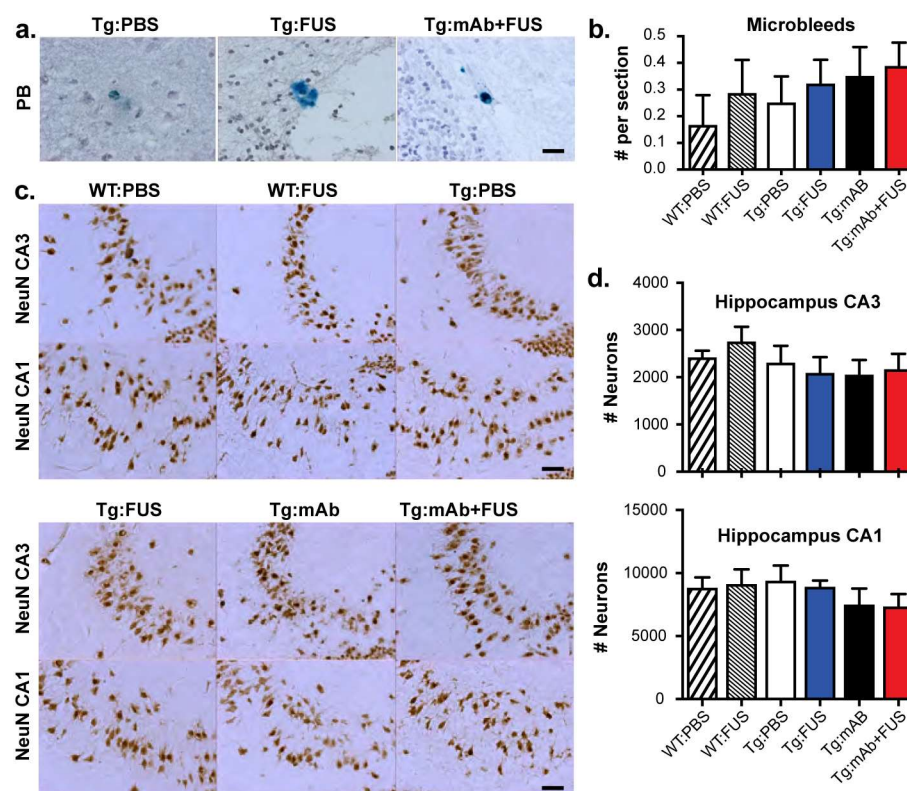 a.
Tg:PBS
Tg:FUS
Tg:mAb+FUS
PB
b.
Microbleeds
# per section
0.5
0.4
0.3
0.2
0.1
0.0
WT:PBS
WT:FUS
Tg:PBS
Tg:FUS
Tg:mAB
Tg:mAb+FUS
c.
WT:PBS
WT:FUS
Tg:PBS
NeuN CA3
NeuN CA1
Tg:FUS
Tg:mAb
Tg:mAb+FUS
NeuN CA3
NeuN CA1
d.
Hippocampus CA3
# Neurons
4000
3000
2000
1000
0
Hippocampus CA1
# Neurons
15000
10000
5000
0
WT:PBS
WT:FUS
Tg:PBS
Tg:FUS
Tg:mAB
Tg:mAb+FUS